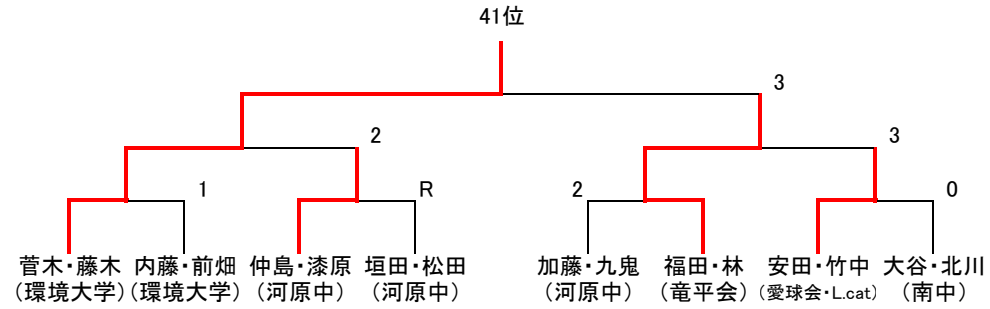 41位
3
2
3
1
R
2
0
菅木・藤木 内藤・前畑 仲島・漆原 垣田・松田 加藤・九鬼 福田・林 安田・竹中 大谷・北川
(環境大学) (環境大学) (河原中) (河原中) (河原中) (竜平会) (愛球会・L.cat) (南中)